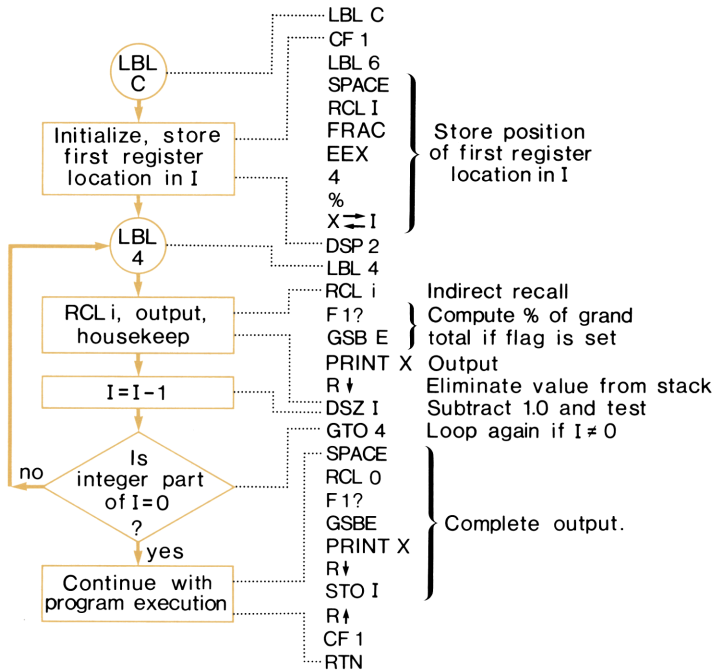 LBL
C
Initialize, store
first register
location in I
LBL
4
RCL i, output,
housekeep
I=I-1
Is
integer part
of I=0
?
no
yes
Continue with
program execution
LBL C
CF 1
LBL 6
SPACE
RCL I
FRAC
EEX
4
%
X⇄I
DSP 2
LBL 4
RCL i
F 1?
GSB E
PRINT X
R↓
DSZ I
GTO 4
SPACE
RCL 0
F1?
GSBE
PRINT X
R↓
STO I
R↑
CF 1
RTN
Store position
of first register
location in I
Indirect recall
Compute % of grand
total if flag is set
Output
Eliminate value from stack
Subtract 1.0 and test
Loop again if I ≠ 0
Complete output.